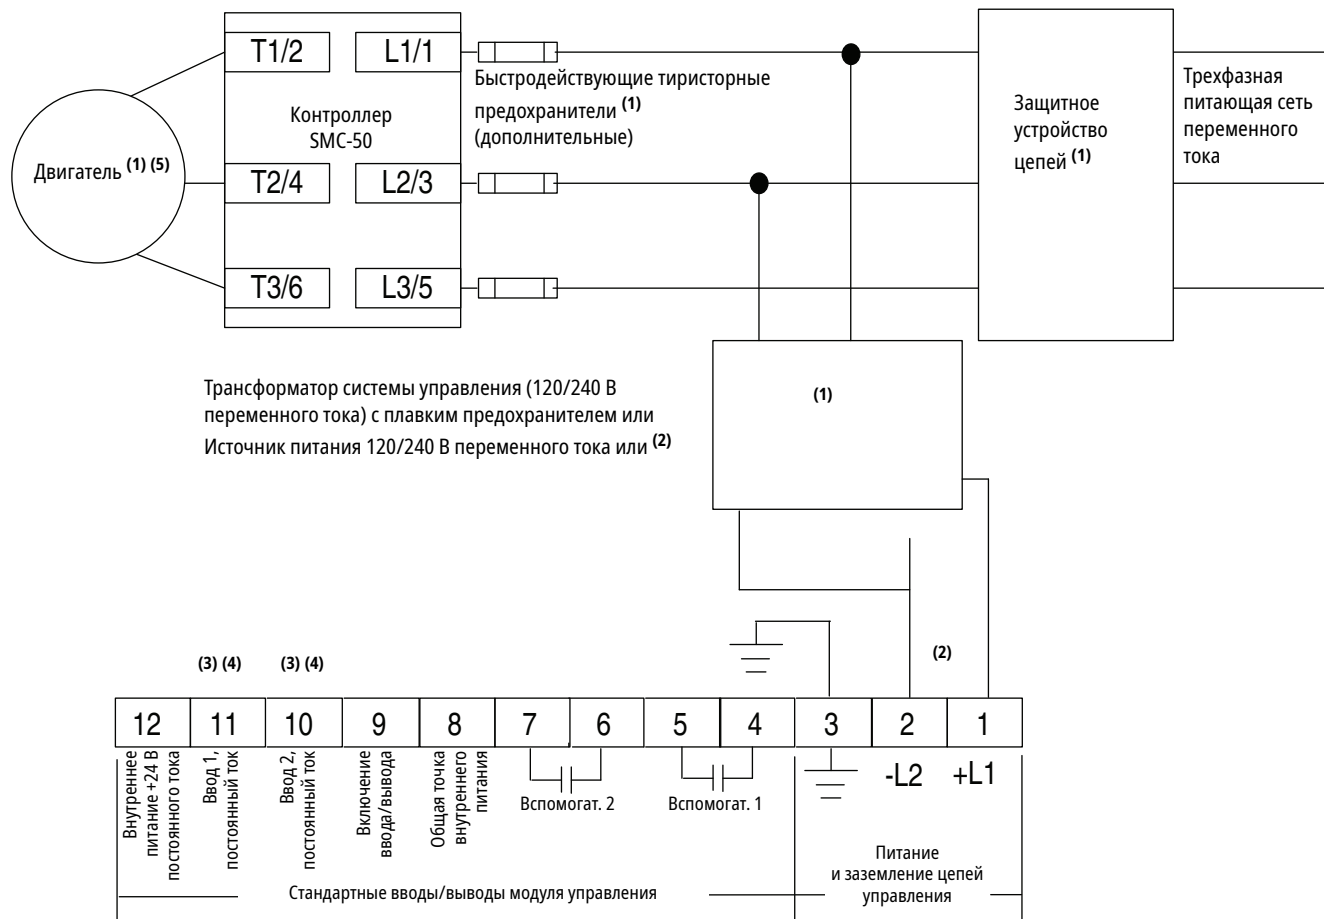 T1/2
L1/1
Контроллер
SMC-50
T2/4
L2/3
T3/6
L3/5
Двигатель (1) (5)
Быстродействующие тиристорные
предохранители (1)
(дополнительные)
Защитное
устройство
цепей (1)
Трехфазная
питающая сеть
переменного
тока
Трансформатор системы управления (120/240 В
переменного тока) с плавким предохранителем или
Источник питания 120/240 В переменного тока или (2)
(1)
(2)
(3) (4)
(3) (4)
12
11
10
9
8
7
6
5
4
3
2
1
Внутреннее
питание +24 В
постоянного тока
Ввод 1,
постоянный ток
Ввод 2,
постоянный ток
Включение
ввода/вывода
Общая точка
внутреннего
питания
Вспомогат. 2
Вспомогат. 1
-L2
+L1
Стандартные вводы/выводы модуля управления
Питание
и заземление цепей
управления